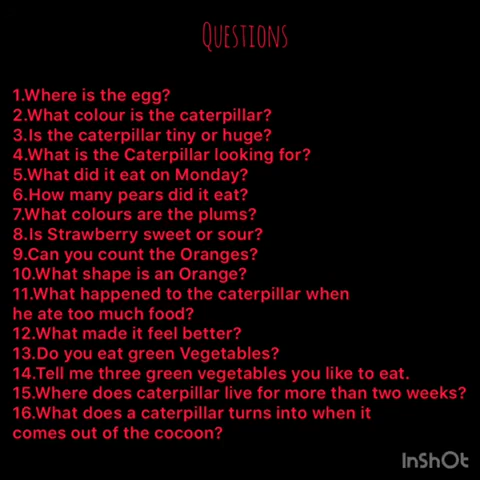 Questions
1.Where is the egg?
2.What colour is the caterpillar?
3.Is the caterpillar tiny or huge?
4.What is the Caterpillar looking for?
5.What did it eat on Monday?
6.How many pears did it eat?
7.What colours are the plums?
8.Is Strawberry sweet or sour?
9.Can you count the Oranges?
10.What shape is an Orange?
11.What happened to the caterpillar when
he ate too much food?
12.What made it feel better?
13.Do you eat green Vegetables?
14.Tell me three green vegetables you like to eat.
15.Where does caterpillar live for more than two weeks?
16.What does a caterpillar turns into when it
comes out of the cocoon?
InShOt